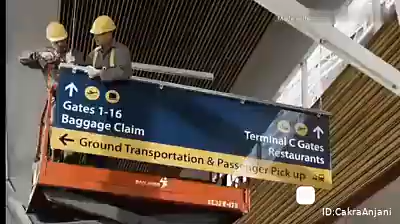 Gates 1-16
Baggage Claim
Terminal C Gates
Restaurants
Ground Transportation & Passenger Pick up
ID:CakraAnjani